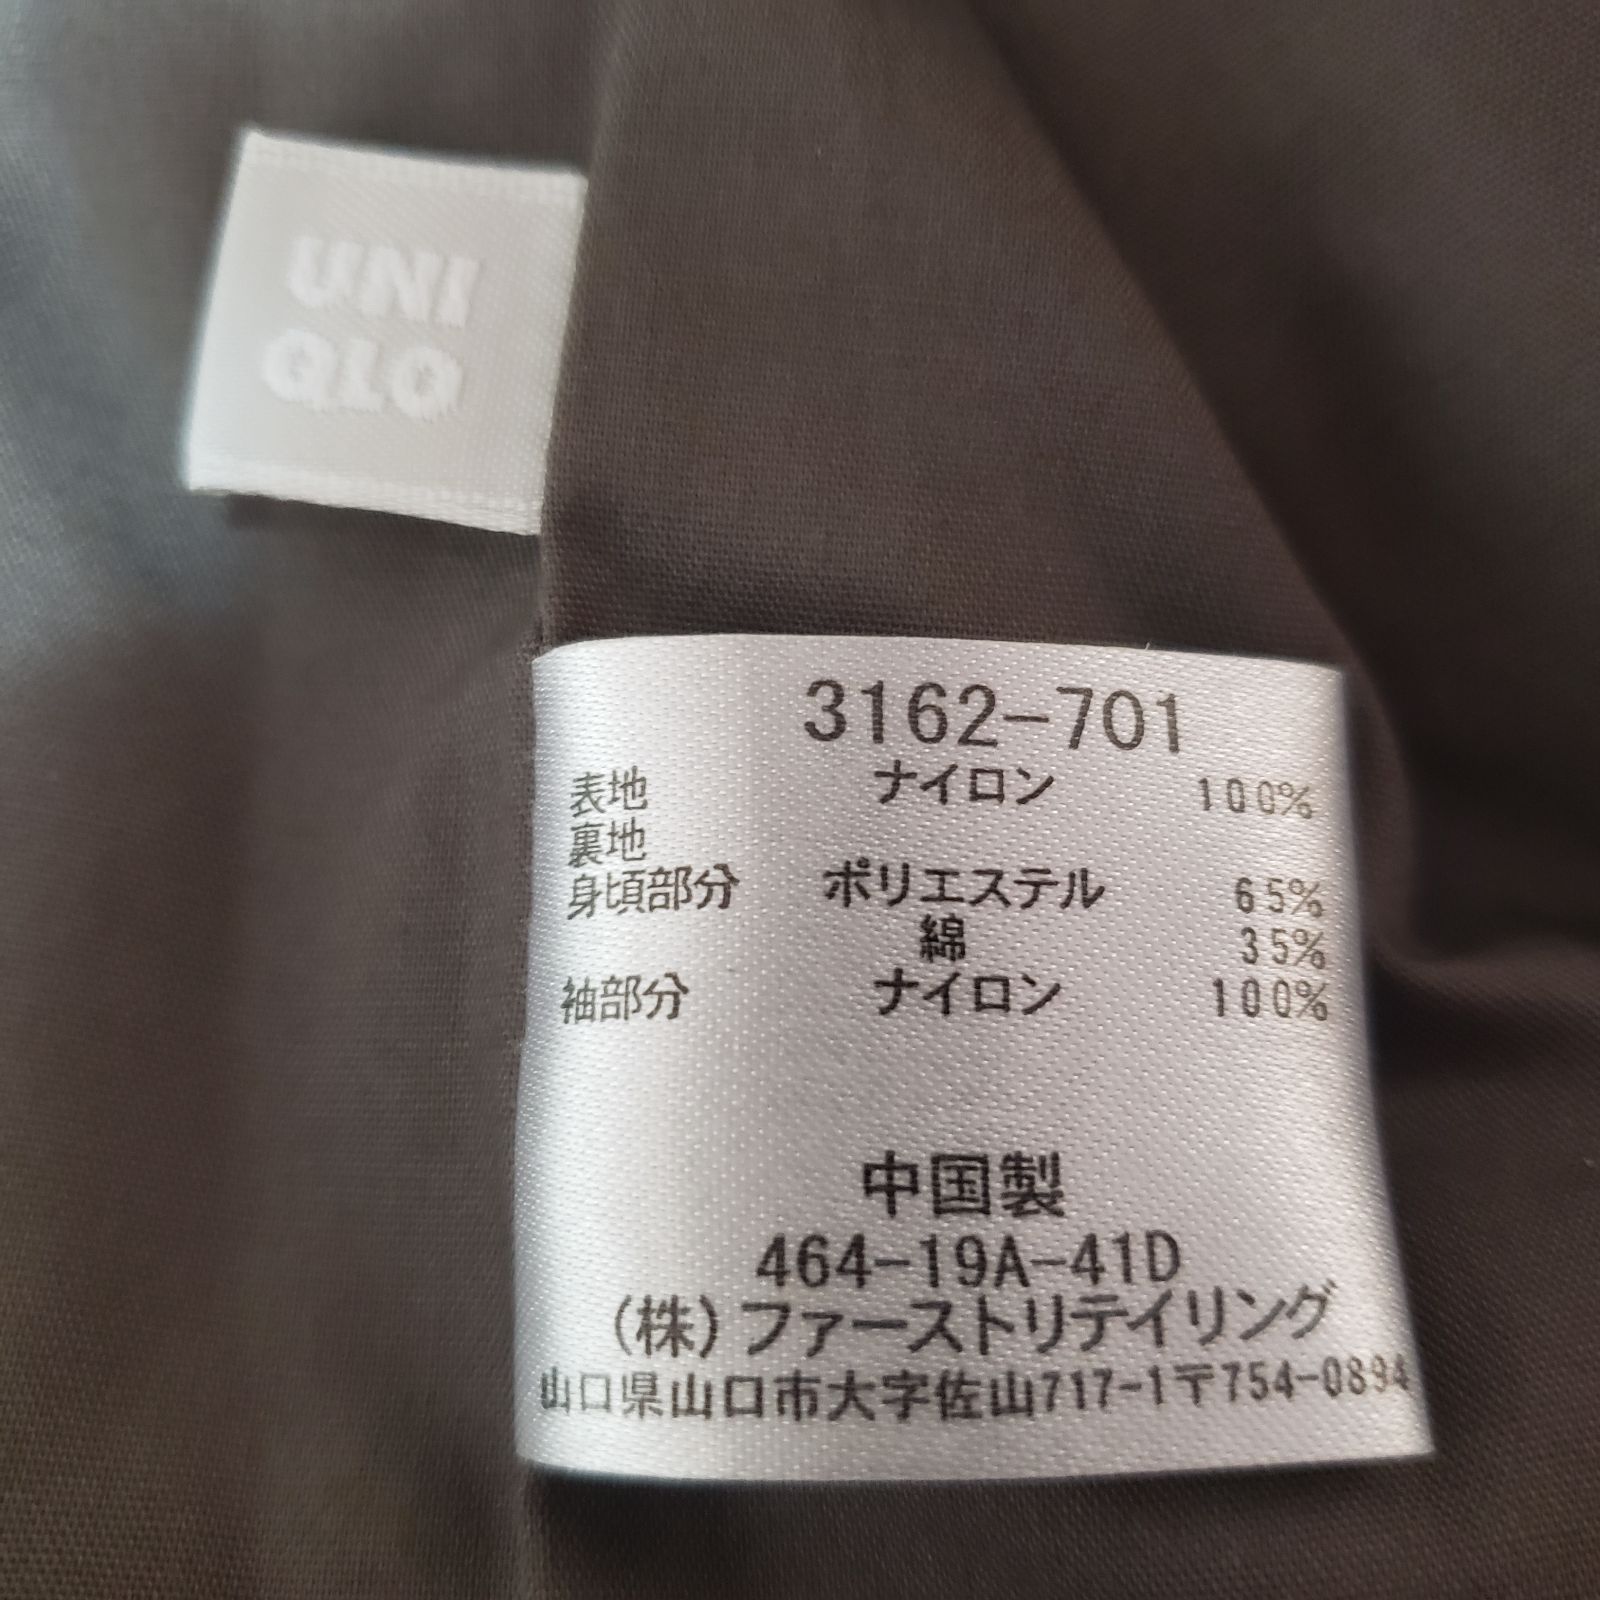 UNI
QLO
3162-701
表地 ナイロン 100%
裏地
身頃部分 ポリエステル 65%
綿 35%
袖部分 ナイロン 100%
中国製
464-19A-41D
(株)ファーストリテイリング
山口県山口市大字佐山717-1〒754-0894